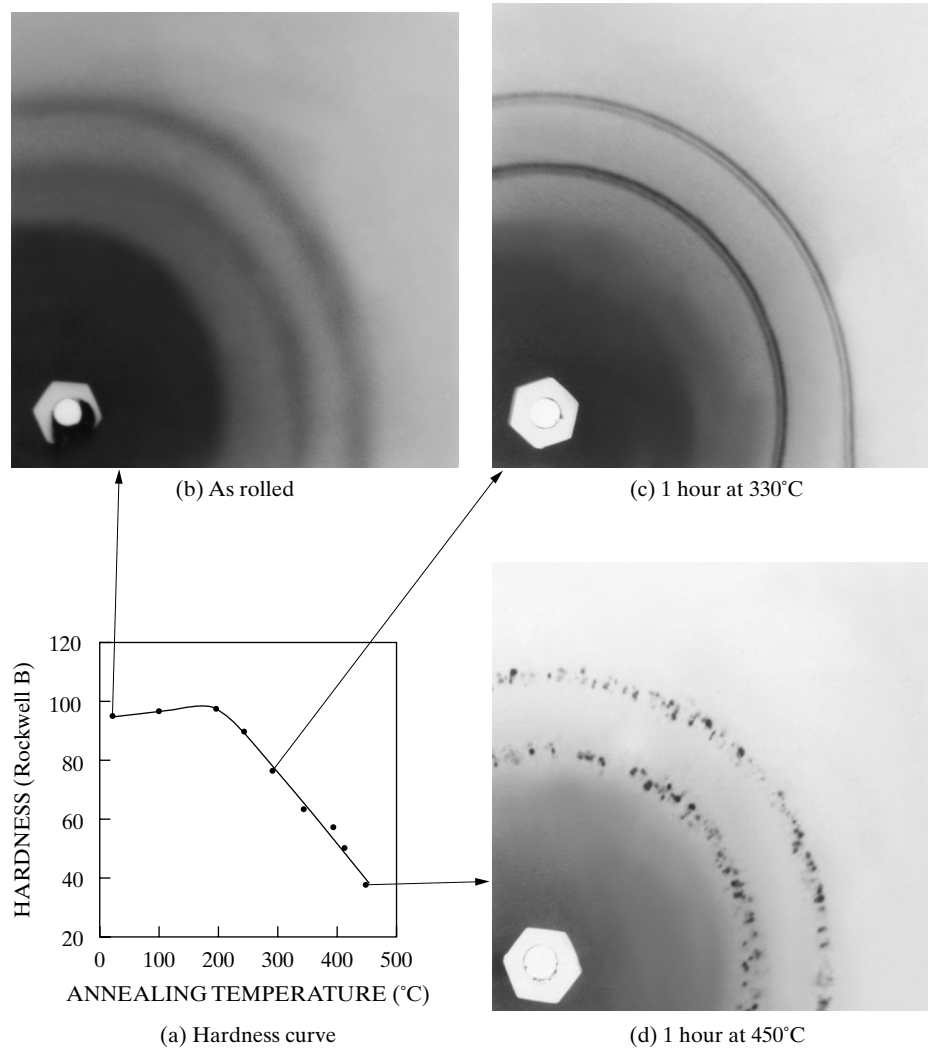 (b) As rolled
(c) 1 hour at 330˚C
120
100
80
60
40
20
HARDNESS (Rockwell B)
0 100 200 300 400 500
ANNEALING TEMPERATURE (˚C)
(a) Hardness curve
(d) 1 hour at 450˚C